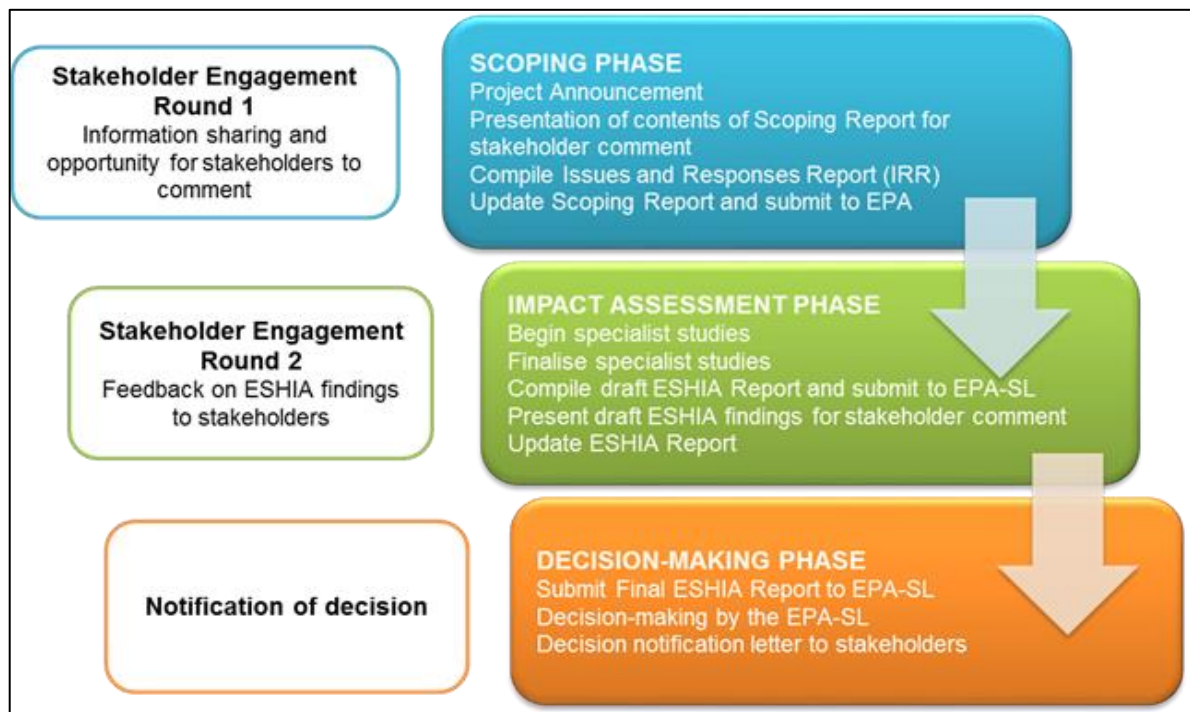 Stakeholder Engagement
Round 1
Information sharing and
opportunity for stakeholders to
comment
SCOPING PHASE
Project Announcement
Presentation of contents of Scoping Report for
stakeholder comment
Compile Issues and Responses Report (IRR)
Update Scoping Report and submit to EPA
Stakeholder Engagement
Round 2
Feedback on ESHIA findings
to stakeholders
IMPACT ASSESSMENT PHASE
Begin specialist studies
Finalise specialist studies
Compile draft ESHIA Report and submit to EPA-SL
Present draft ESHIA findings for stakeholder comment
Update ESHIA Report
Notification of decision
DECISION-MAKING PHASE
Submit Final ESHIA Report to EPA-SL
Decision-making by the EPA-SL
Decision notification letter to stakeholders